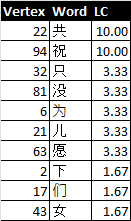 Vertex Word LC
22 共 10.00
94 祝 10.00
32 只 3.33
81 没 3.33
6 为 3.33
21 儿 3.33
63 愿 3.33
2 下 1.67
17 们 1.67
43 女 1.67